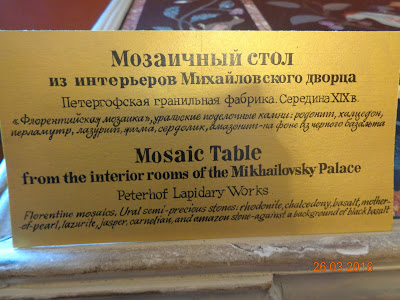 Мозаичный стол
из интерьеров Михайловского дворца
Петергофская гранильная фабрика. Середина XIX в.
«Флорентийская мозаика», уральские поделочные камни: родонит, халцедон,
перламутр, лазурит, яшма, сердолик, амазонит - на фоне из черного базальта
Mosaic Table
from the interior rooms of the Mikhailovsky Palace
Peterhof Lapidary Works
Florentine mosaics, Ural semi-precious stones: rhodonite, chalcedony, basalt, mother-
of-pearl, lazurite, jasper, carnelian, and amazon stone - against a background of black basalt
26.03.2018